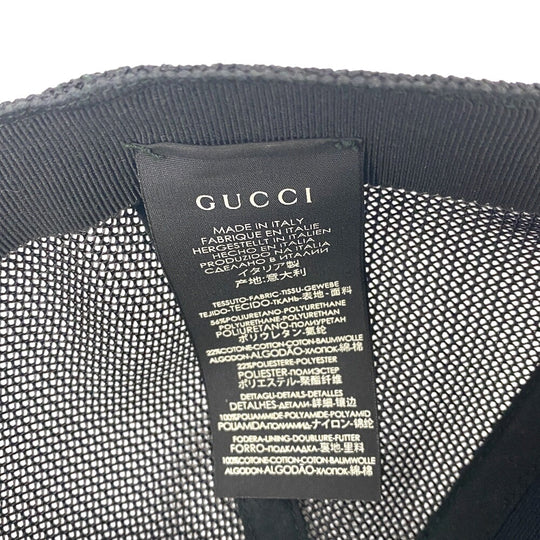 GUCCI
MADE IN ITALY
FABRIQUÉ EN ITALIE
HERGESTELLT IN ITALIEN
HECHO EN ITALIA
PRODUZIDO NA ITÁLIA
СДЕЛАНО В ИТАЛИИ
イタリア製
产地:意大利
TESSUTO-FABRIC-TISSU-GEWEBE
TEJIDO-TECIDO-ТКАНЬ-表地-面料
56%POLIURETANO-POLYURETHANE
POLYURÉTHANE-POLYURETHAN
POLIURETANO-ПОЛИУРЕТАН
ポリウレタン-氨纶
22%COTONE-COTTON-COTON-BAUMWOLLE
ALGODÓN-ALGODÃO-ХЛОПОК-綿-棉
22%POLIESTERE-POLYESTER
POLIÉSTER-ПОЛИЭСТЕР
ポリエステル-聚酯纤维
DETTAGLI-DETAILS-DETALLES
DETALHES-ДЕТАЛИ-詳細-镶边
100%POLIAMMIDE-POLYAMIDE-POLYAMID
POLIAMIDA-ПОЛИАМИД-ナイロン-锦纶
FODERA-LINING-DOUBLURE-FUTTER
FORRO-ПОДКЛАДКА-裏地-里料
100%COTONE-COTTON-COTON-BAUMWOLLE
ALGODÓN-ALGODÃO-ХЛОПОК-綿-棉